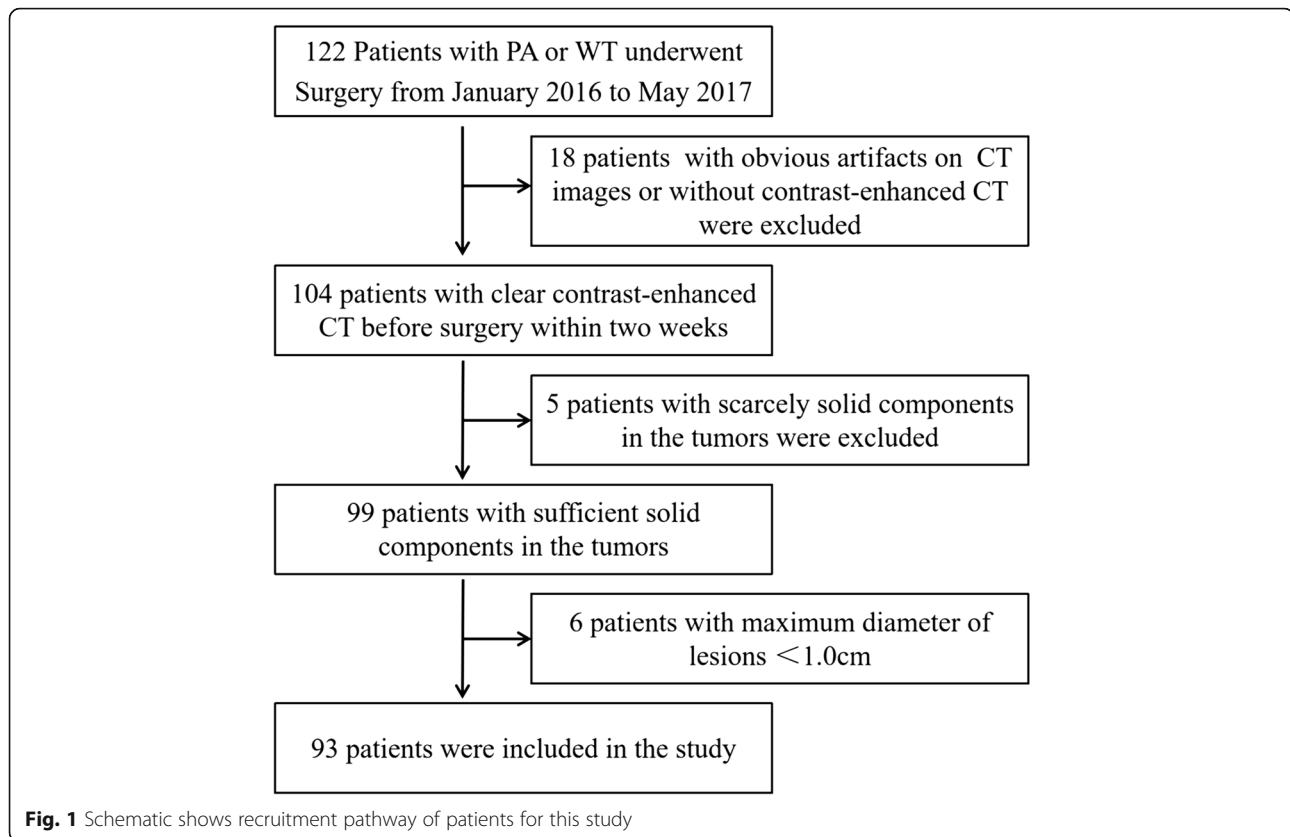 122 Patients with PA or WT underwent
Surgery from January 2016 to May 2017
18 patients with obvious artifacts on CT
images or without contrast-enhanced CT
were excluded
104 patients with clear contrast-enhanced
CT before surgery within two weeks
5 patients with scarcely solid components
in the tumors were excluded
99 patients with sufficient solid
components in the tumors
6 patients with maximum diameter of
lesions <1.0cm
93 patients were included in the study
Fig. 1 Schematic shows recruitment pathway of patients for this study